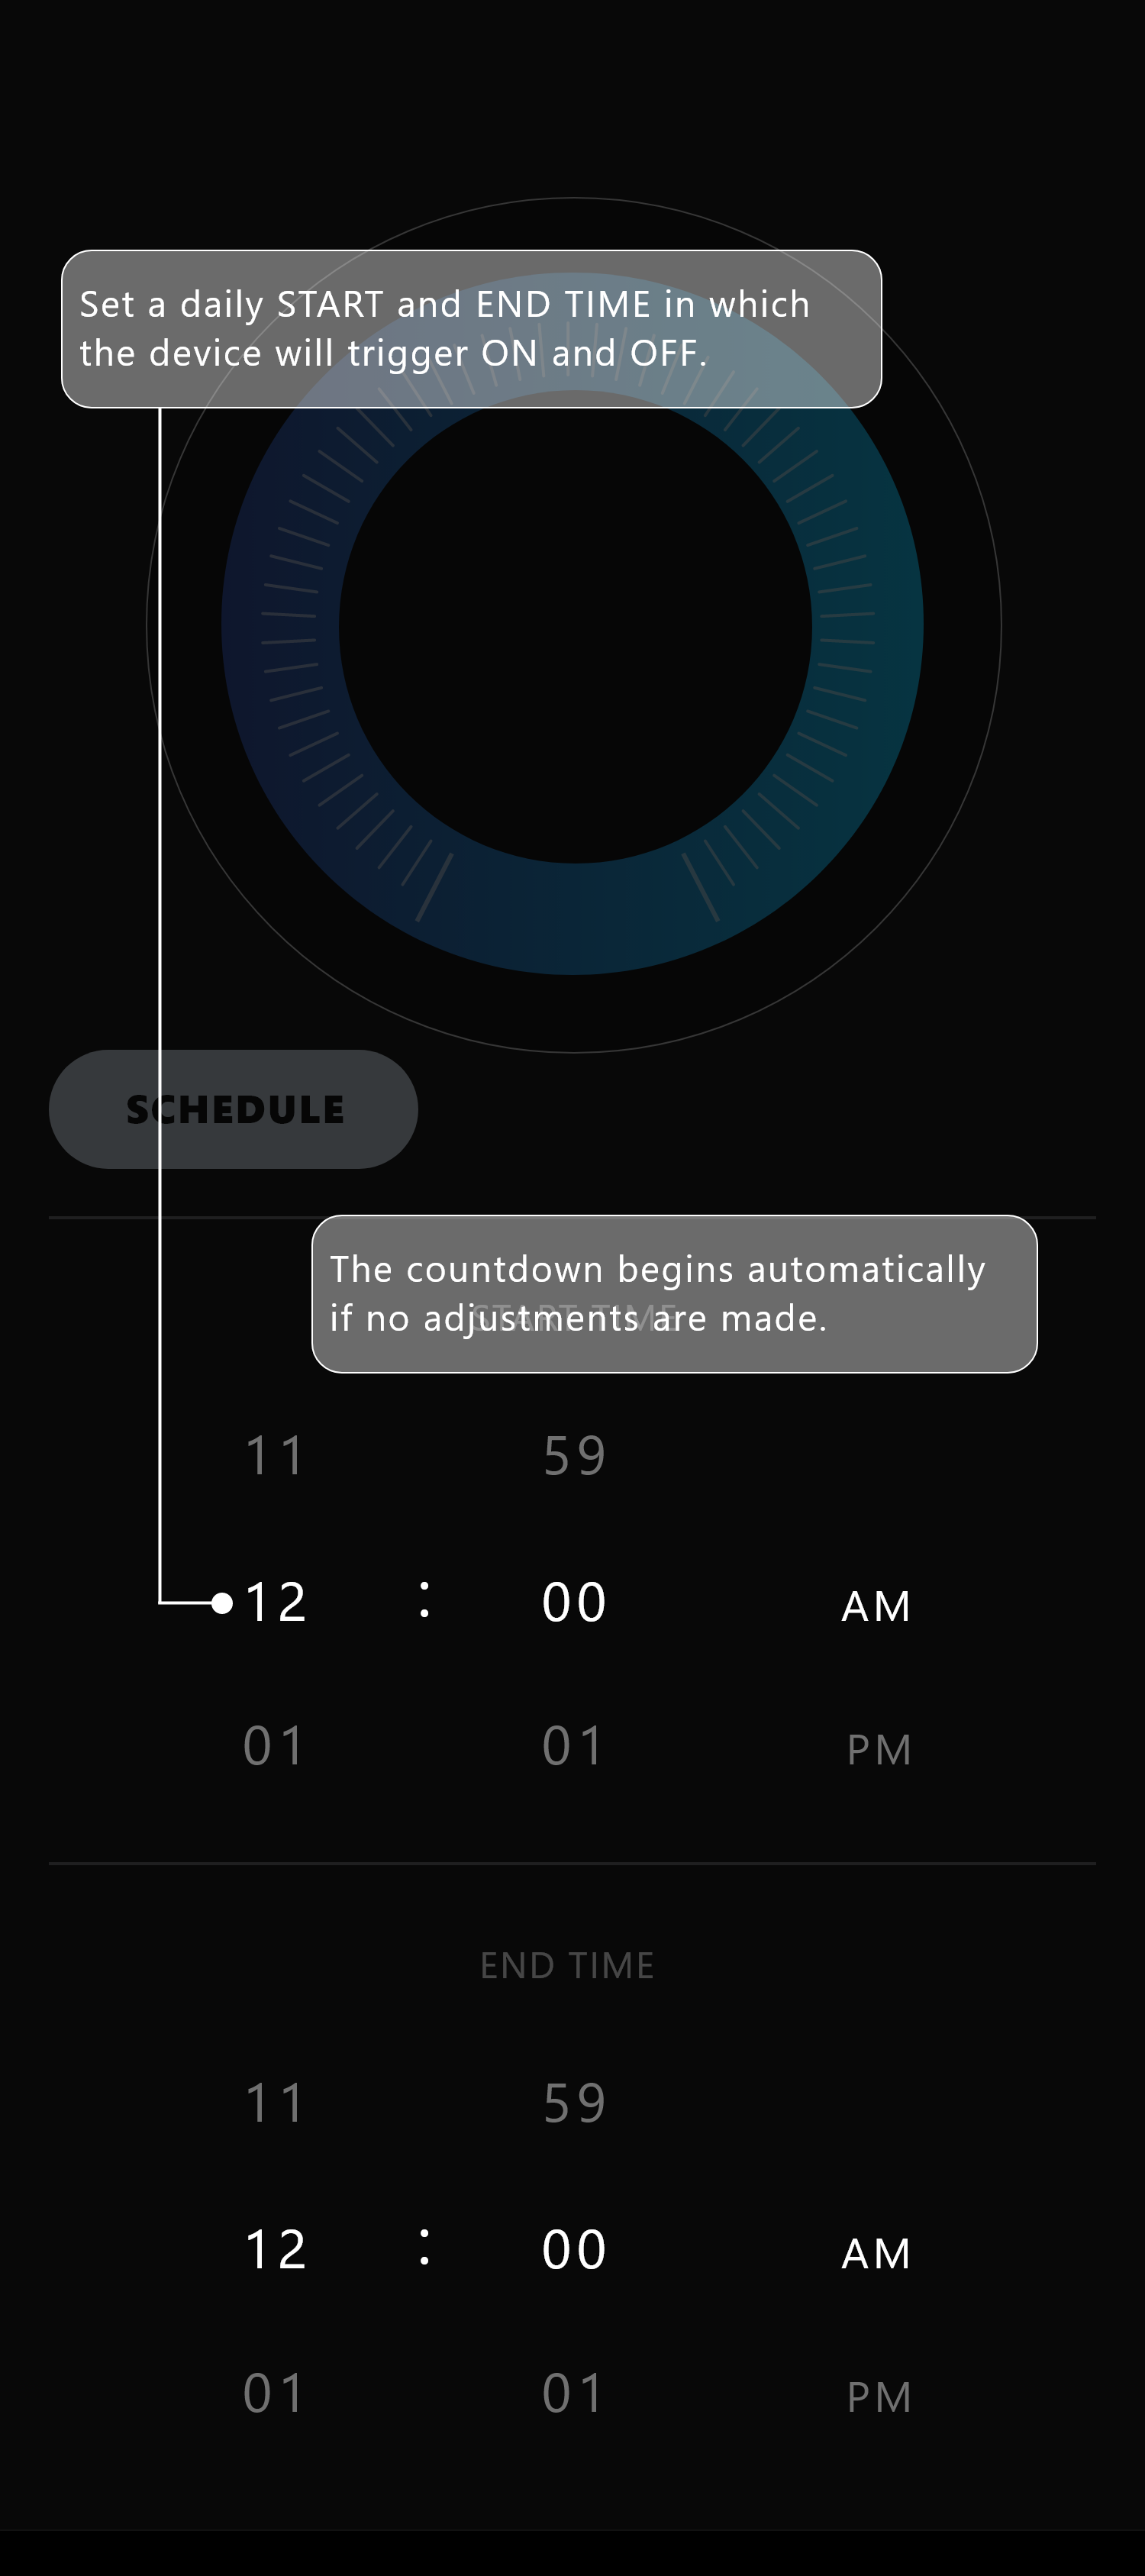 Set a daily START and END TIME in which
the device will trigger ON and OFF.
SCHEDULE
The countdown begins automatically
if no adjustments are made.
START TIME
11 59
12 : 00 AM
01 01 PM
END TIME
11 59
12 : 00 AM
01 01 PM